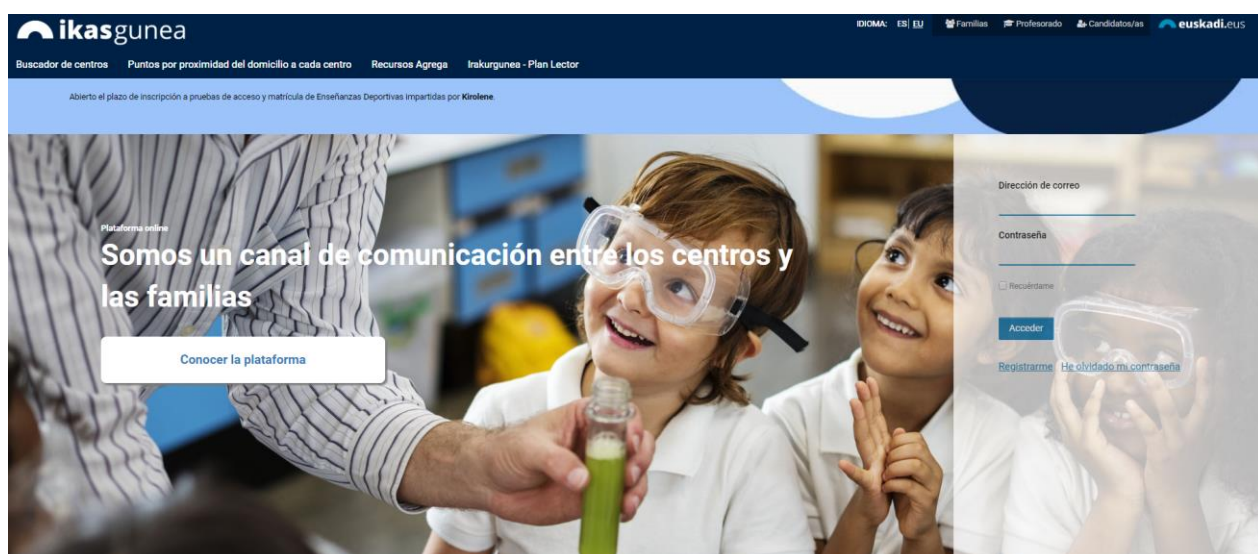 ikasgunea
IDIOMA: ES| EU Familias Profesorado Candidatos/as euskadi.eus
Buscador de centros Puntos por proximidad del domicilio a cada centro Recursos Agrega Irakurgunea - Plan Lector
Abierto el plazo de inscripción a pruebas de acceso y matrícula de Enseñanzas Deportivas impartidas por Kirolene.
Plataforma online
Somos un canal de comunicación entre los centros y
las familias
Conocer la plataforma
Dirección de correo
Contraseña
Recuérdame
Acceder
Registrarme He olvidado mi contraseña